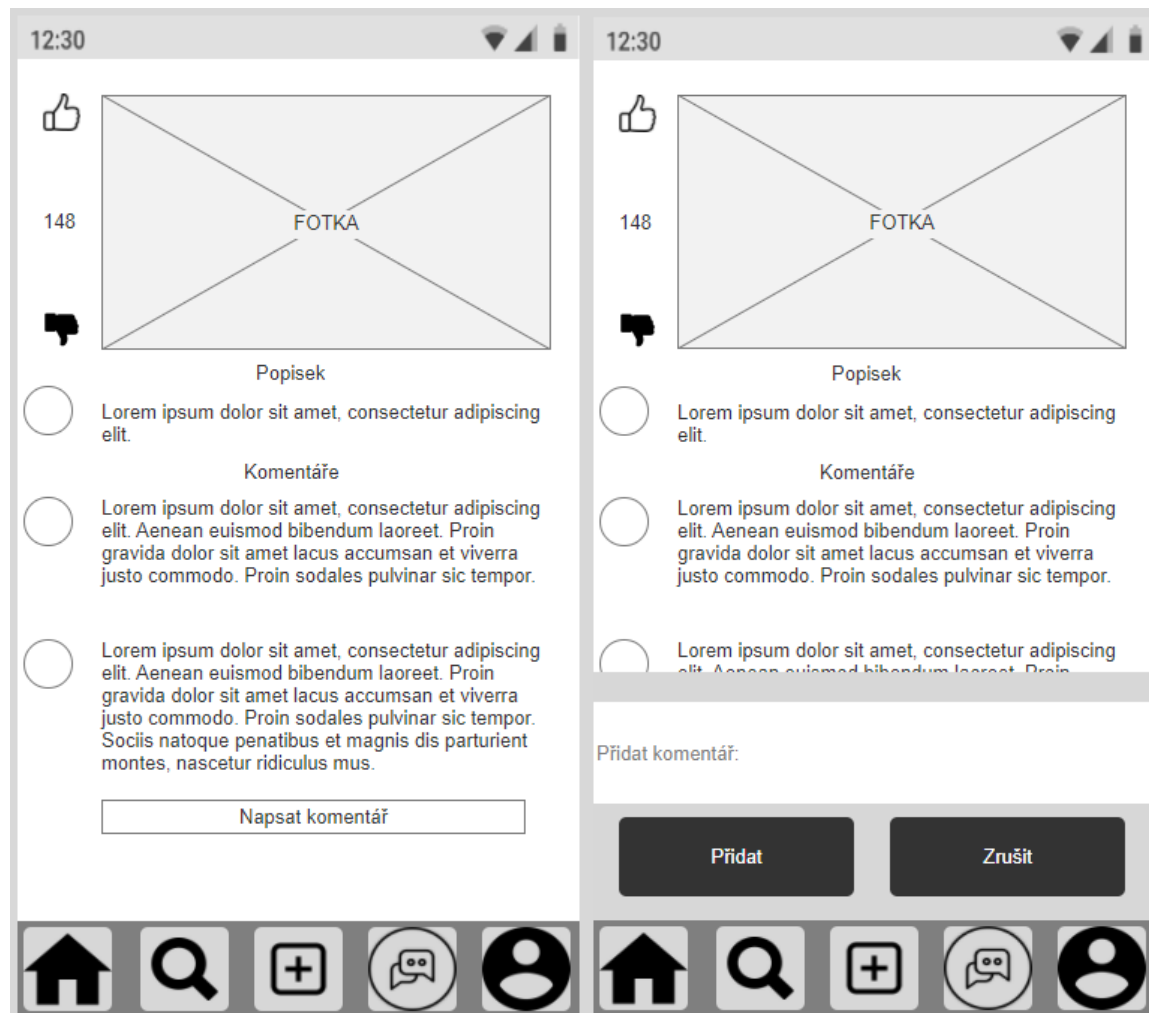 12:30
148
FOTKA
Popisek
Lorem ipsum dolor sit amet, consectetur adipiscing
elit.
Komentáře
Lorem ipsum dolor sit amet, consectetur adipiscing
elit. Aenean euismod bibendum laoreet. Proin
gravida dolor sit amet lacus accumsan et viverra
justo commodo. Proin sodales pulvinar sic tempor.
Lorem ipsum dolor sit amet, consectetur adipiscing
elit. Aenean euismod bibendum laoreet. Proin
gravida dolor sit amet lacus accumsan et viverra
justo commodo. Proin sodales pulvinar sic tempor.
Sociis natoque penatibus et magnis dis parturient
montes, nascetur ridiculus mus.
Napsat komentář
12:30
148
FOTKA
Popisek
Lorem ipsum dolor sit amet, consectetur adipiscing
elit.
Komentáře
Lorem ipsum dolor sit amet, consectetur adipiscing
elit. Aenean euismod bibendum laoreet. Proin
gravida dolor sit amet lacus accumsan et viverra
justo commodo. Proin sodales pulvinar sic tempor.
Lorem ipsum dolor sit amet, consectetur adipiscing
elit. Aenean euismod bibendum laoreet. Proin
Přidat komentář:
Přidat
Zrušit